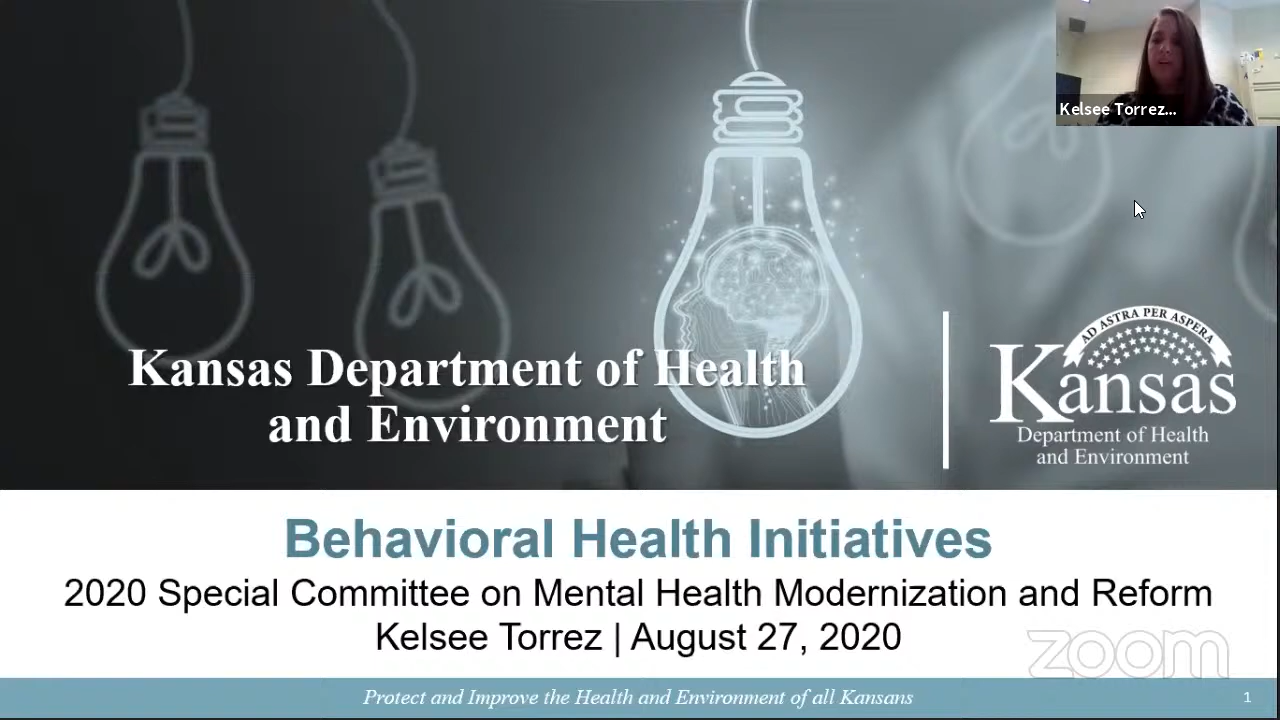 Kelsee Torrez...
Kansas Department of Health
and Environment
AD ASTRA PER ASPERA
Kansas
Department of Health
and Environment
Behavioral Health Initiatives
2020 Special Committee on Mental Health Modernization and Reform
Kelsee Torrez | August 27, 2020
zoom
Protect and Improve the Health and Environment of all Kansans
1